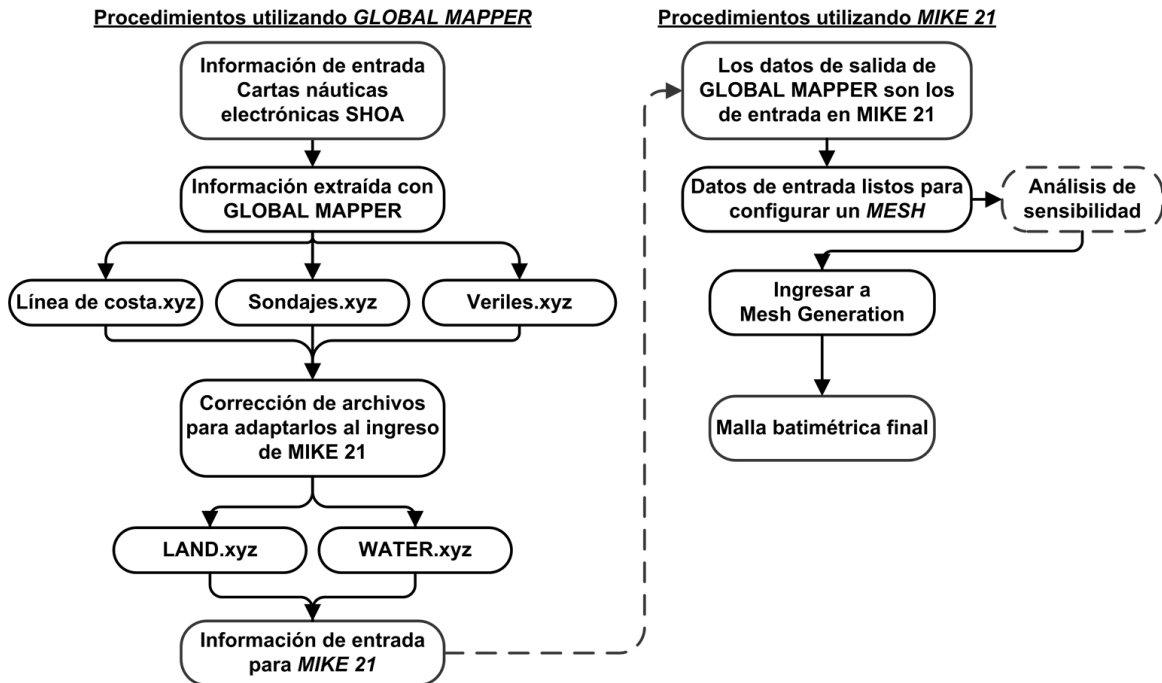 Procedimientos utilizando GLOBAL MAPPER
Información de entrada
Cartas náuticas
electrónicas SHOA
Información extraída con
GLOBAL MAPPER
Línea de costa.xyz
Sondajes.xyz
Veriles.xyz
Corrección de archivos
para adaptarlos al ingreso
de MIKE 21
LAND.xyz
WATER.xyz
Información de entrada
para MIKE 21
Procedimientos utilizando MIKE 21
Los datos de salida de
GLOBAL MAPPER son los
de entrada en MIKE 21
Datos de entrada listos para
configurar un MESH
Análisis de
sensibilidad
Ingresar a
Mesh Generation
Malla batimétrica final